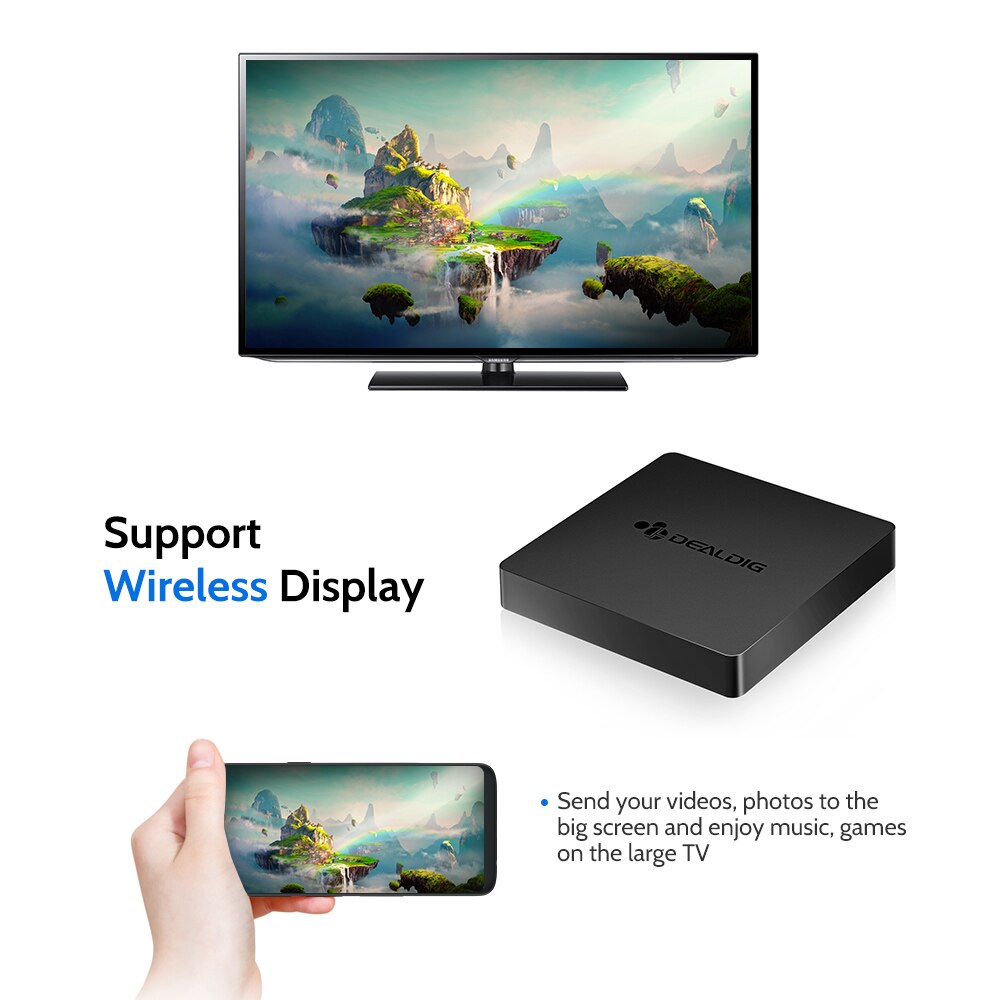 SAMSUNG
Support
Wireless Display
DEALDIG
• Send your videos, photos to the
big screen and enjoy music, games
on the large TV